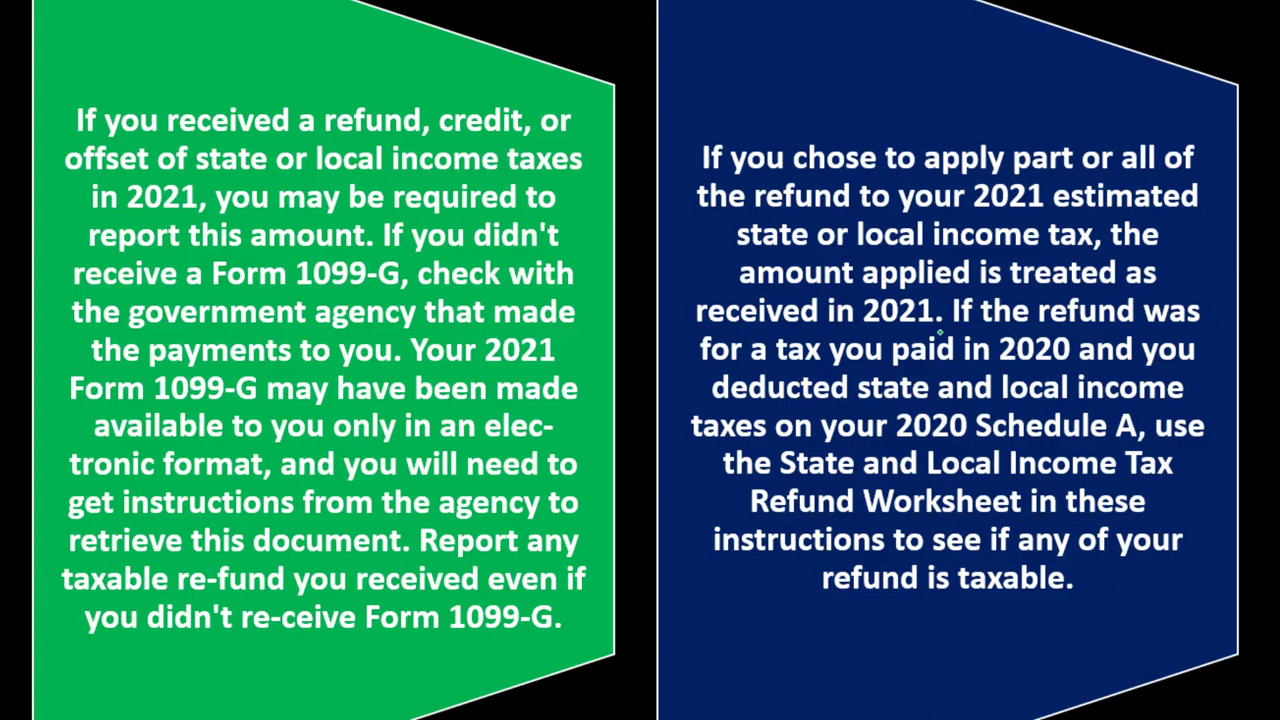 If you received a refund, credit, or
offset of state or local income taxes
in 2021, you may be required to
report this amount. If you didn't
receive a Form 1099-G, check with
the government agency that made
the payments to you. Your 2021
Form 1099-G may have been made
available to you only in an elec-
tronic format, and you will need to
get instructions from the agency to
retrieve this document. Report any
taxable re-fund you received even if
you didn't re-ceive Form 1099-G.
If you chose to apply part or all of
the refund to your 2021 estimated
state or local income tax, the
amount applied is treated as
received in 2021. If the refund was
for a tax you paid in 2020 and you
deducted state and local income
taxes on your 2020 Schedule A, use
the State and Local Income Tax
Refund Worksheet in these
instructions to see if any of your
refund is taxable.